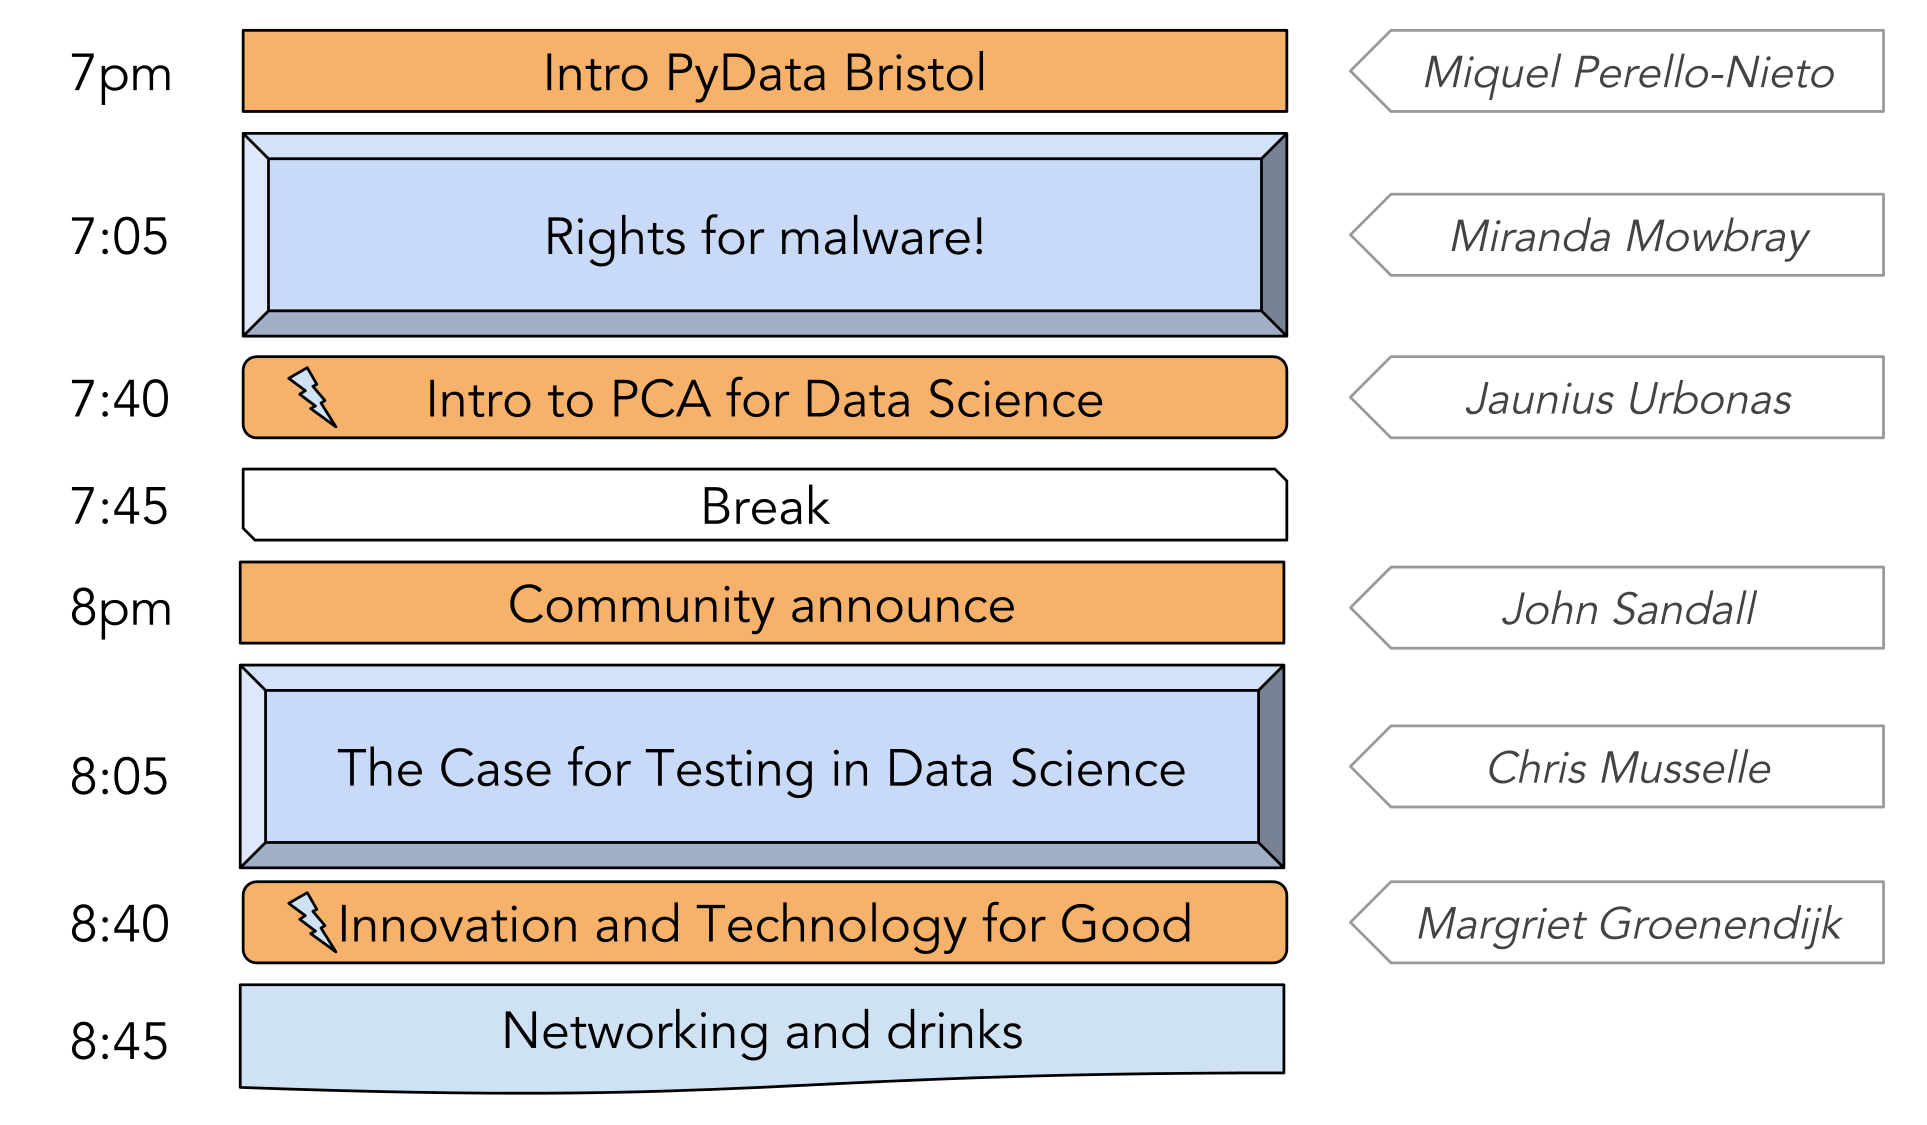 7pm
Intro PyData Bristol
Miquel Perello-Nieto
7:05
Rights for malware!
Miranda Mowbray
7:40
Intro to PCA for Data Science
Jaunius Urbonas
7:45
Break
8pm
Community announce
John Sandall
8:05
The Case for Testing in Data Science
Chris Musselle
8:40
Innovation and Technology for Good
Margriet Groenendijk
8:45
Networking and drinks